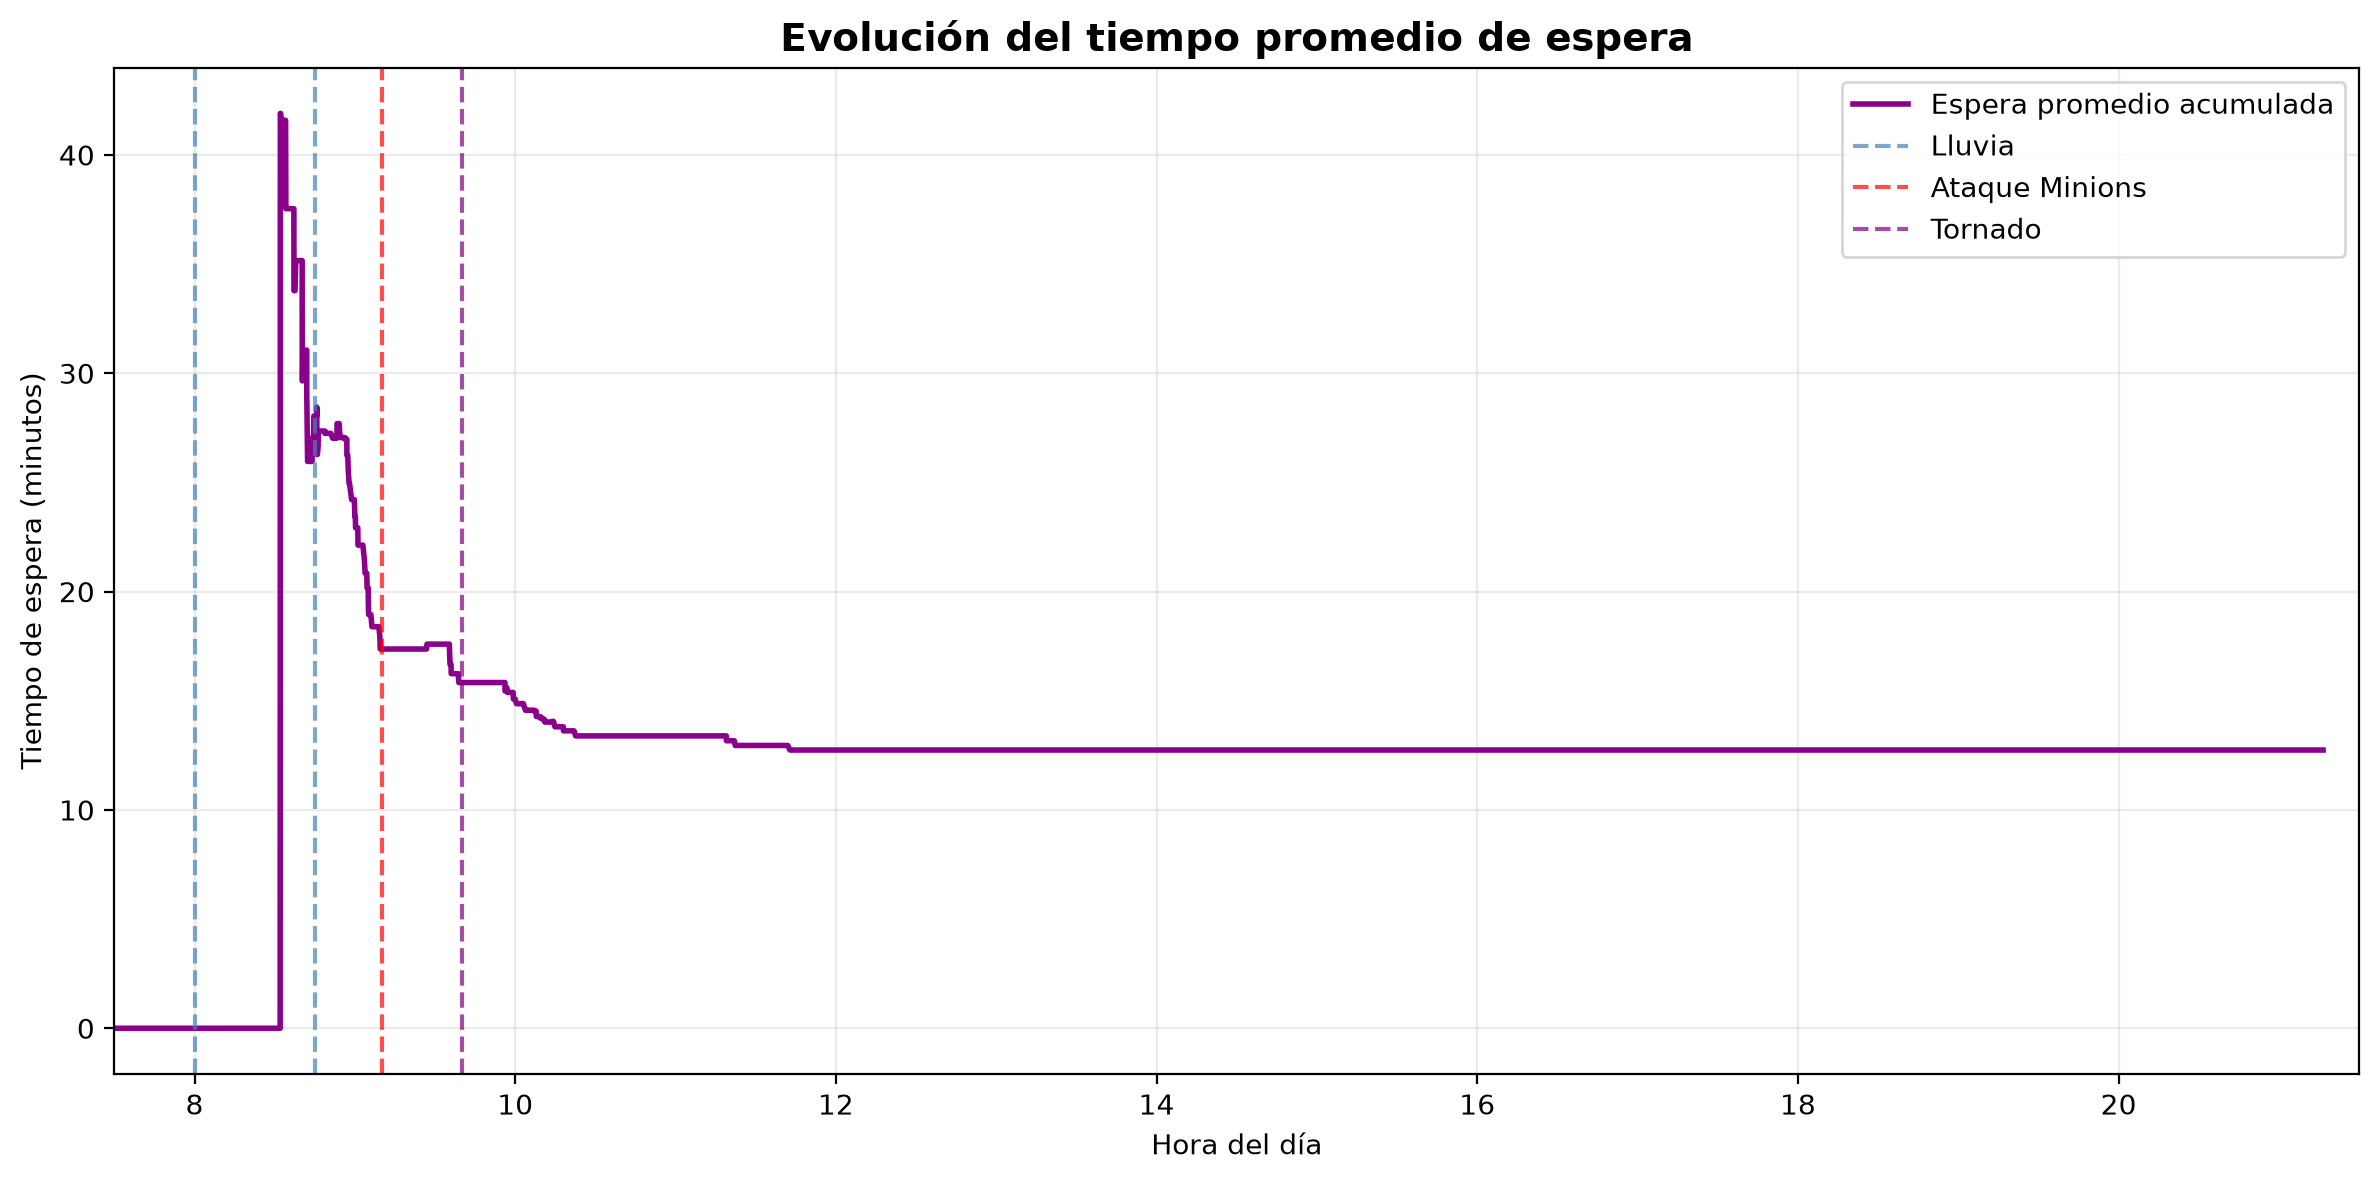 Evolución del tiempo promedio de espera
Espera promedio acumulada
Lluvia
Ataque Minions
Tornado
Tiempo de espera (minutos)
40
30
20
10
0
8 10 12 14 16 18 20
Hora del día